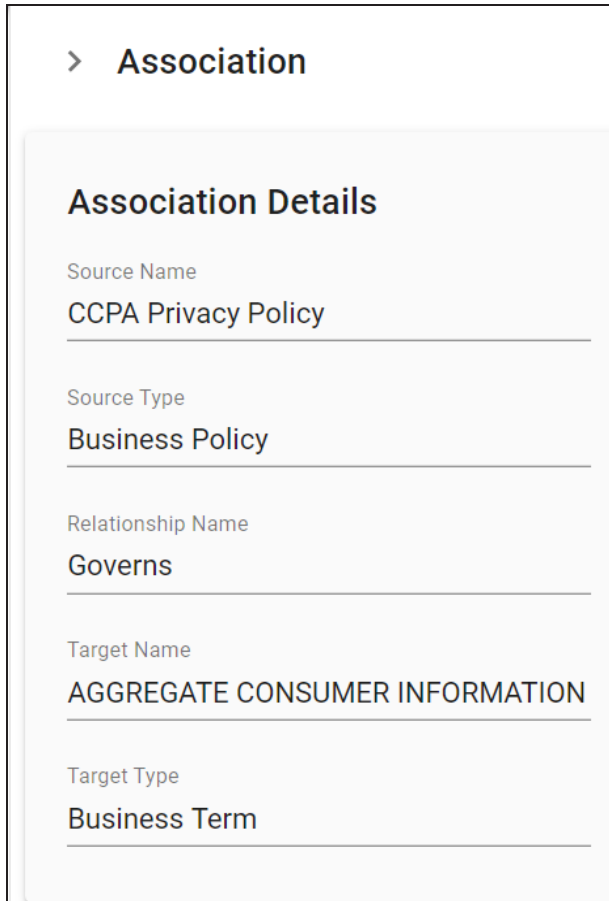 Association
Association Details
Source Name
CCPA Privacy Policy
Source Type
Business Policy
Relationship Name
Governs
Target Name
AGGREGATE CONSUMER INFORMATION
Target Type
Business Term